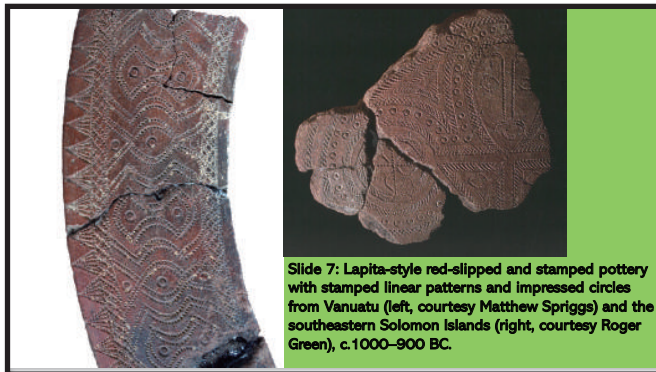 Slide 7: Lapita-style red-slipped and stamped pottery
with stamped linear patterns and impressed circles
from Vanuatu (left, courtesy Matthew Spriggs) and the
southeastern Solomon Islands (right, courtesy Roger
Green), c.1000–900 BC.